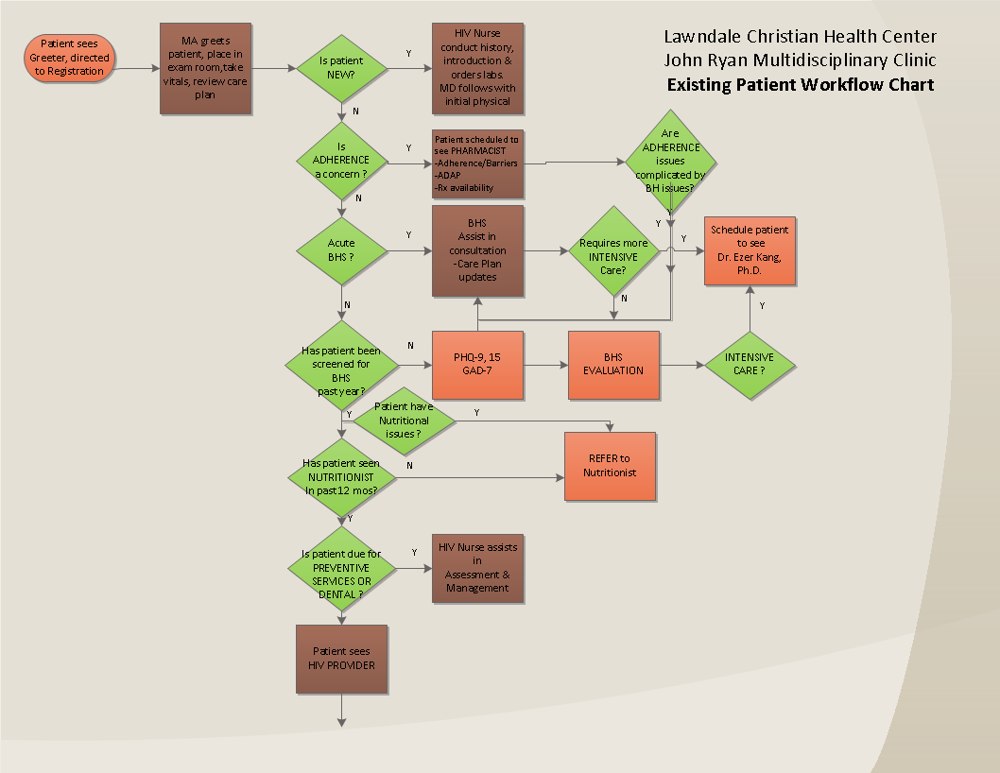 Lawndale Christian Health Center
John Ryan Multidisciplinary Clinic
Existing Patient Workflow Chart
Patient sees
Greeter, directed
to Registration
MA greets
patient, place in
exam room,take
vitals, review care
plan
Is patient
NEW?
Y
HIV Nurse
conduct history,
introduction &
orders labs.
MD follows with
initial physical
N
Is
ADHERENCE
a concern ?
Y
Patient scheduled to
see PHARMACIST
-Adherence/Barriers
-ADAP
-Rx availability
Are
ADHERENCE
issues
complicated by
BH issues?
N
Y
Y
Acute
BHS ?
Y
BHS
Assist in
consultation
-Care Plan
updates
Requires more
INTENSIVE
Care?
Y
Schedule patient
to see
Dr. Ezer Kang,
Ph.D.
N
N
Y
Has patient been
screened for
BHS
past year?
N
PHQ-9, 15
GAD-7
BHS
EVALUATION
INTENSIVE
CARE ?
Y
Patient have
Nutritional
issues ?
Y
Has patient seen
NUTRITIONIST
In past 12 mos?
N
REFER to
Nutritionist
Y
Is patient due for
PREVENTIVE
SERVICES OR
DENTAL ?
Y
HIV Nurse assists
in
Assessment &
Management
Patient sees
HIV PROVIDER